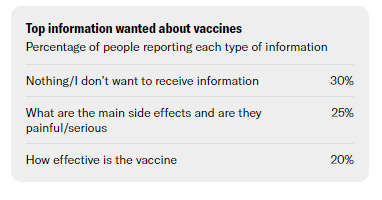 Top information wanted about vaccines
Percentage of people reporting each type of information
Nothing/I don't want to receive information 30%
What are the main side effects and are they 25%
painful/serious
How effective is the vaccine 20%